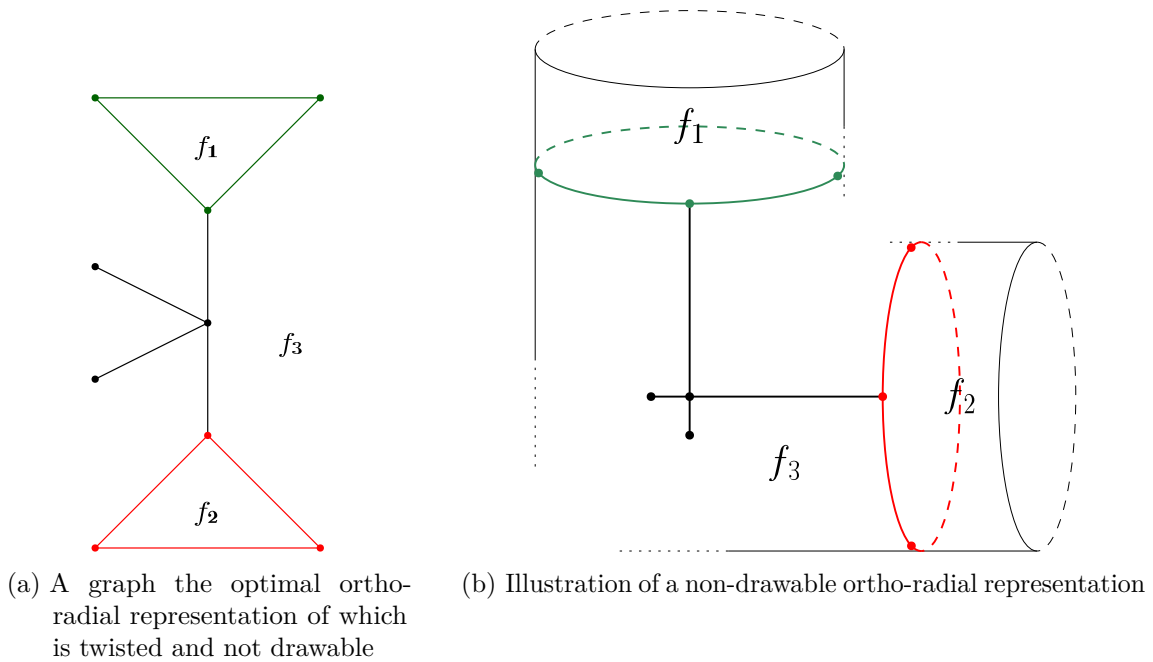 f₁
f₃
f₂
(a) A graph the optimal ortho-
radial representation of which
is twisted and not drawable
f₁
f₂
f₃
(b) Illustration of a non-drawable ortho-radial representation